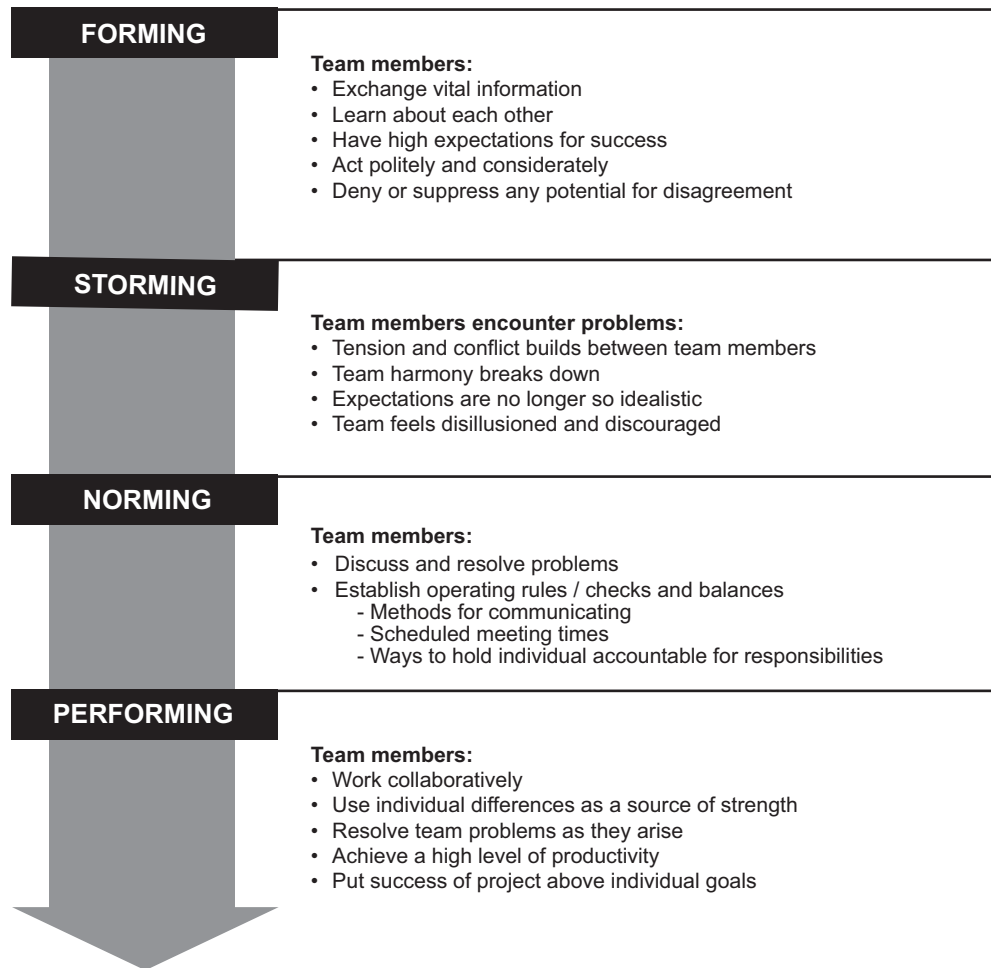 FORMING
Team members:
• Exchange vital information
• Learn about each other
• Have high expectations for success
• Act politely and considerately
• Deny or suppress any potential for disagreement
STORMING
Team members encounter problems:
• Tension and conflict builds between team members
• Team harmony breaks down
• Expectations are no longer so idealistic
• Team feels disillusioned and discouraged
NORMING
Team members:
• Discuss and resolve problems
• Establish operating rules / checks and balances
- Methods for communicating
- Scheduled meeting times
- Ways to hold individual accountable for responsibilities
PERFORMING
Team members:
• Work collaboratively
• Use individual differences as a source of strength
• Resolve team problems as they arise
• Achieve a high level of productivity
• Put success of project above individual goals